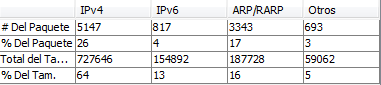 IPv4 IPv6 ARP/RARP Otros
# Del Paquete 5147 817 3343 693
% Del Paquete 26 4 17 3
Total del Ta... 727646 154892 187728 59062
% Del Tam. 64 13 16 5